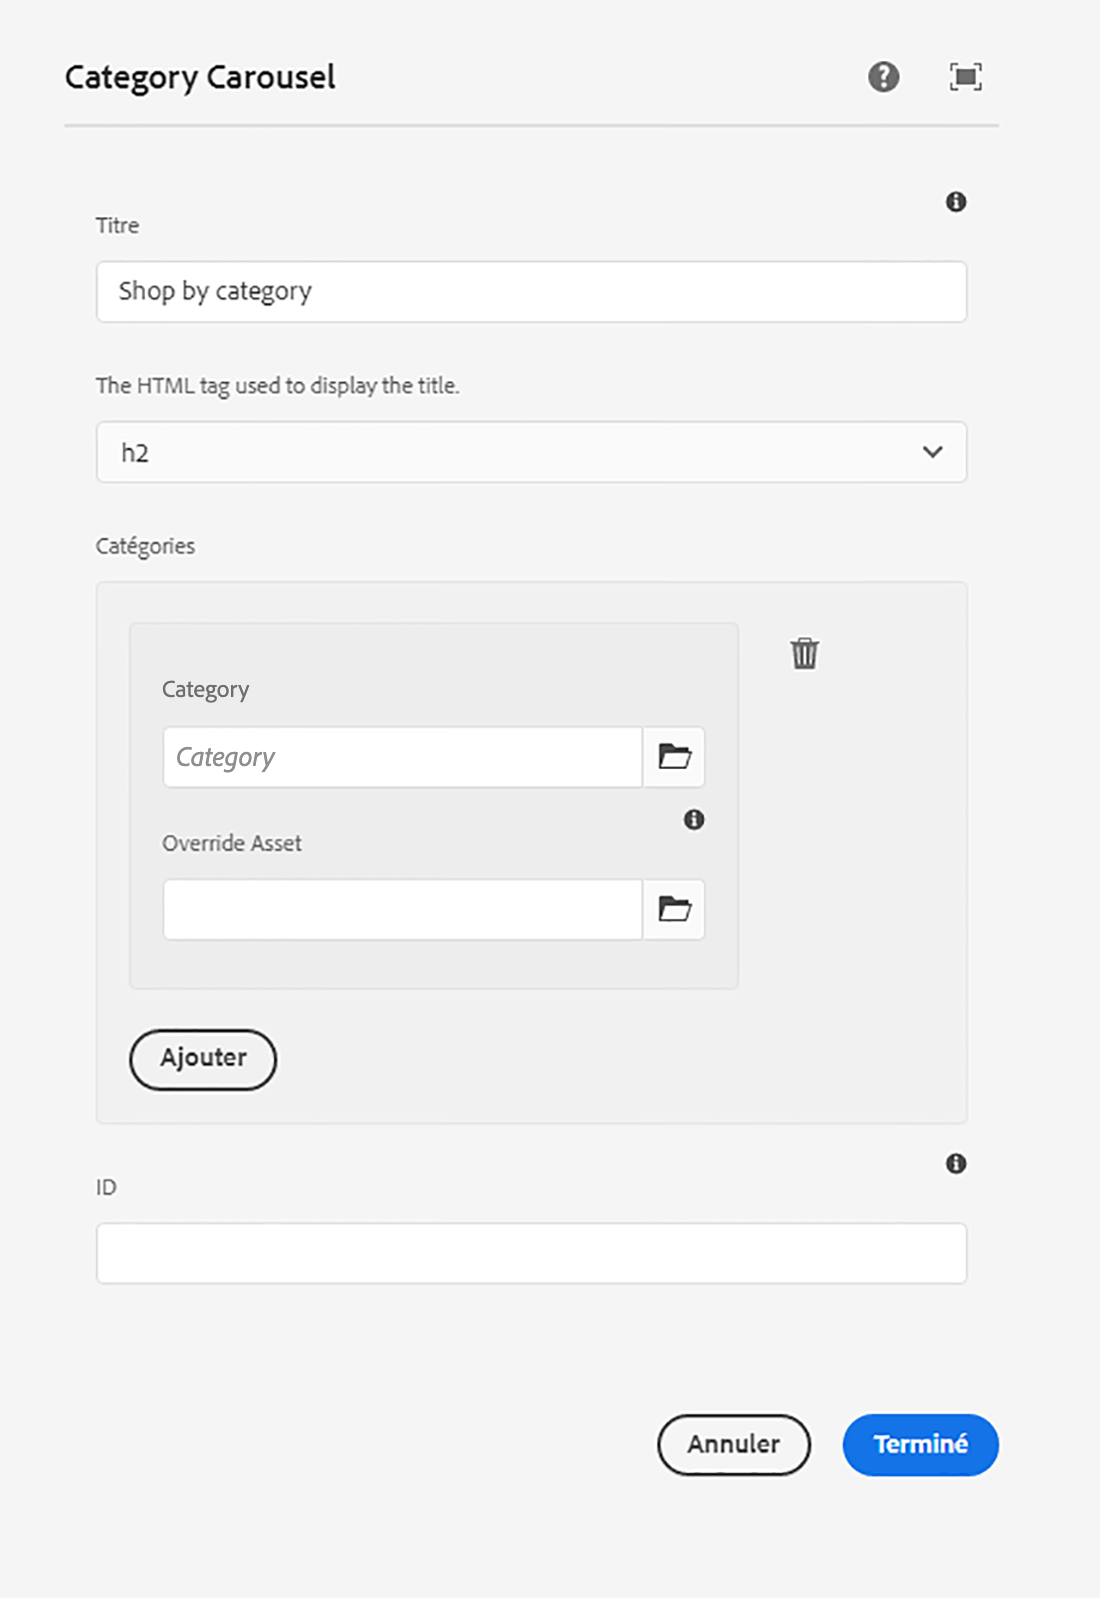 Category Carousel
Titre
Shop by category
The HTML tag used to display the title.
h2
Catégories
Category
Category
Override Asset
Ajouter
ID
Annuler
Terminé